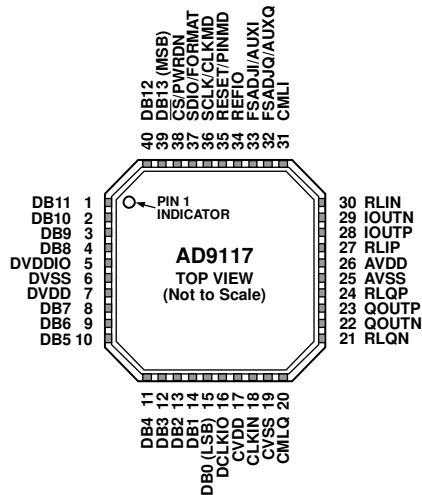 40 DB12
39 DB13 (MSB)
38 CS/PWRDN
37 SDIO/FORMAT
36 SCLK/CLKMD
35 RESET/PINMD
34 REFIO
33 FSADJI/AUXI
32 FSADJQ/AUXQ
31 CMLI
DB11 1
DB10 2
DB9 3
DB8 4
DVDDIO 5
DVSS 6
DVDD 7
DB7 8
DB6 9
DB5 10
PIN 1
INDICATOR
AD9117
TOP VIEW
(Not to Scale)
30 RLIN
29 IOUTN
28 IOUTP
27 RLIP
26 AVDD
25 AVSS
24 RLQP
23 QOUTP
22 QOUTN
21 RLQN
DB4 11
DB3 12
DB2 13
DB1 14
DB0 (LSB) 15
DCLKIO 16
CVDD 17
CLKIN 18
CVSS 19
CMLQ 20